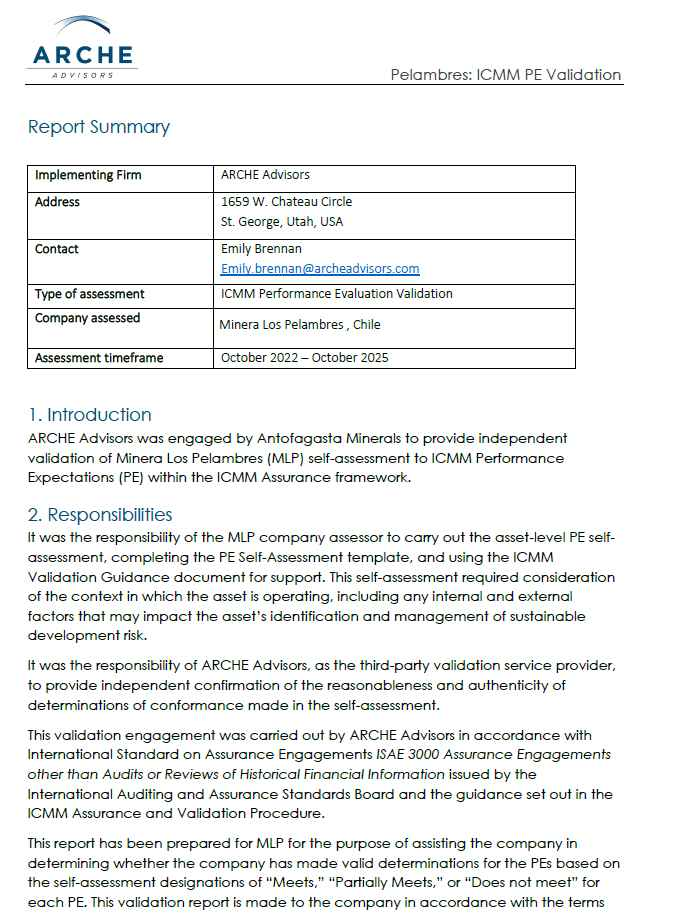 ARCHE
ADVISORS
Pelambres: ICMM PE Validation
Report Summary
Implementing Firm ARCHE Advisors
Address 1659 W. Chateau Circle
St. George, Utah, USA
Contact Emily Brennan
Emily.brennan@archeadvisors.com
Type of assessment ICMM Performance Evaluation Validation
Company assessed Minera Los Pelambres , Chile
Assessment timeframe October 2022 – October 2025
1. Introduction
ARCHE Advisors was engaged by Antofagasta Minerals to provide independent
validation of Minera Los Pelambres (MLP) self-assessment to ICMM Performance
Expectations (PE) within the ICMM Assurance framework.
2. Responsibilities
It was the responsibility of the MLP company assessor to carry out the asset-level PE self-
assessment, completing the PE Self-Assessment template, and using the ICMM
Validation Guidance document for support. This self-assessment required consideration
of the context in which the asset is operating, including any internal and external
factors that may impact the asset's identification and management of sustainable
development risk.
It was the responsibility of ARCHE Advisors, as the third-party validation service provider,
to provide independent confirmation of the reasonableness and authenticity of
determinations of conformance made in the self-assessment.
This validation engagement was carried out by ARCHE Advisors in accordance with
International Standard on Assurance Engagements ISAE 3000 Assurance Engagements
other than Audits or Reviews of Historical Financial Information issued by the
International Auditing and Assurance Standards Board and the guidance set out in the
ICMM Assurance and Validation Procedure.
This report has been prepared for MLP for the purpose of assisting the company in
determining whether the company has made valid determinations for the PEs based on
the self-assessment designations of “Meets,” “Partially Meets,” or “Does not meet” for
each PE. This validation report is made to the company in accordance with the terms